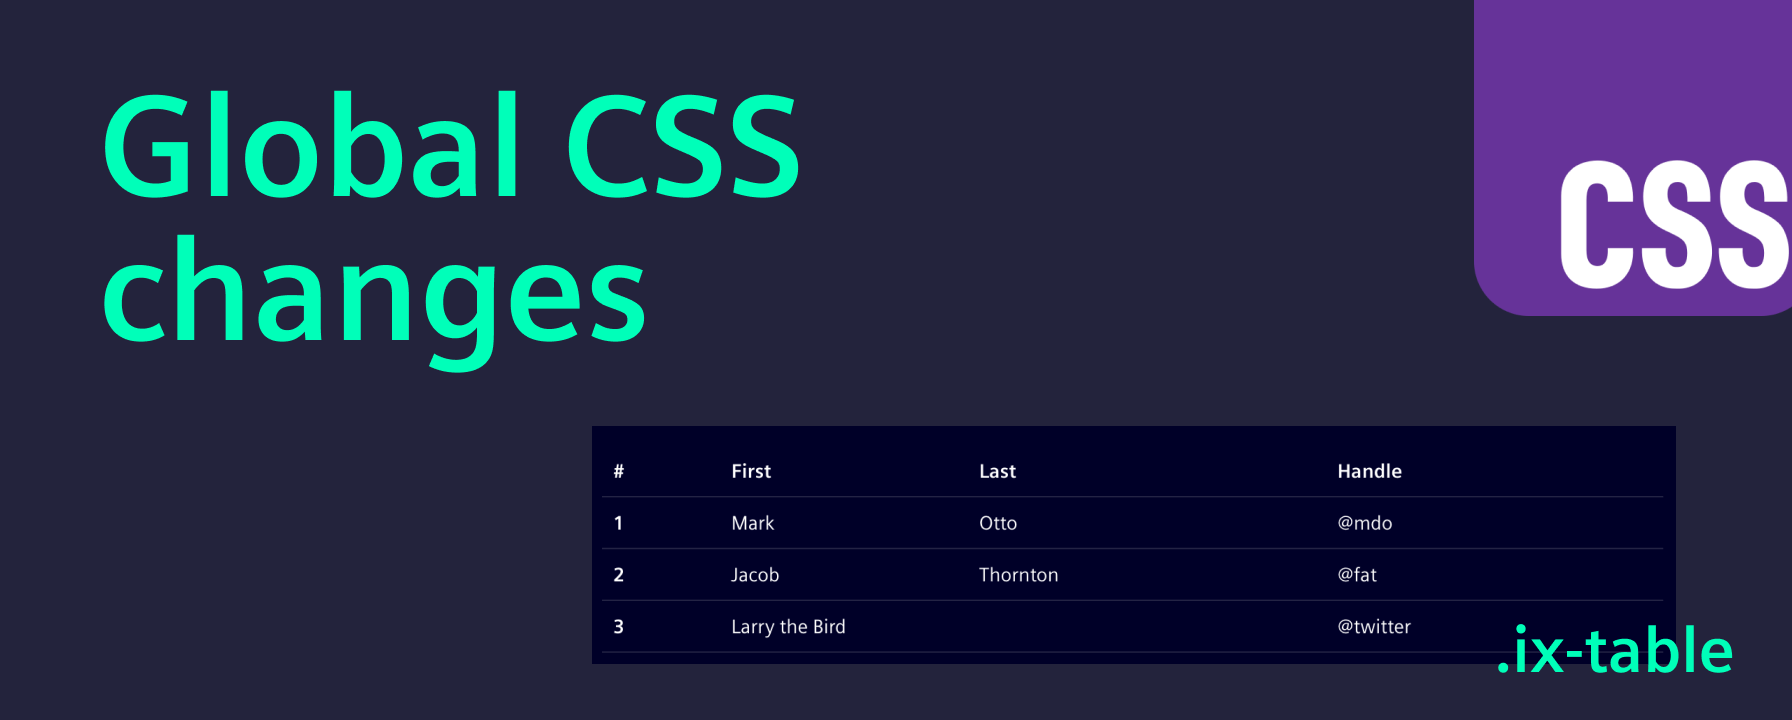 Global CSS
changes
CSS
# First Last Handle
1 Mark Otto @mdo
2 Jacob Thornton @fat
3 Larry the Bird @twitter
.ix-table